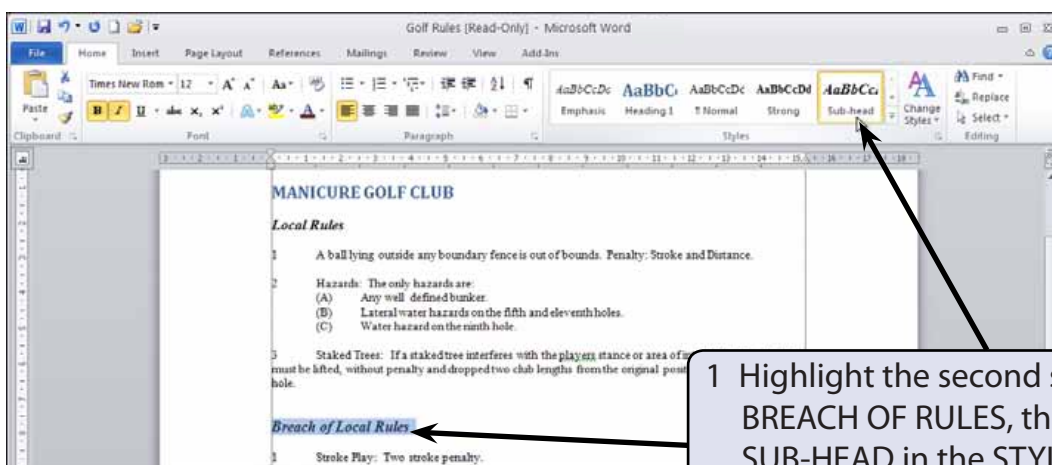 Golf Rules [Read-Only] - Microsoft Word
File Home Insert Page Layout References Mailings Review View Add-Ins
Paste
Times New Rom 12
AaBbCcDc AaBbC AaBbCcDc AaBbCcDd AaBbCc
Emphasis Heading 1 ¶ Normal Strong Sub-head
Change Styles
Find
Replace
Select
Clipboard Font Paragraph Styles Editing
MANICURE GOLF CLUB
Local Rules
1 A ball lying outside any boundary fence is out of bounds. Penalty: Stroke and Distance.
2 Hazards: The only hazards are:
(A) Any well defined bunker.
(B) Lateral water hazards on the fifth and eleventh holes.
(C) Water hazard on the ninth hole.
3 Staked Trees: If a staked tree interferes with the players stance or area of
must be lifted, without penalty and dropped two club lengths from the original
hole.
Breach of Local Rules
1 Stroke Play: Two stroke penalty.
1 Highlight the second
BREACH OF RULES,
SUB-HEAD in the